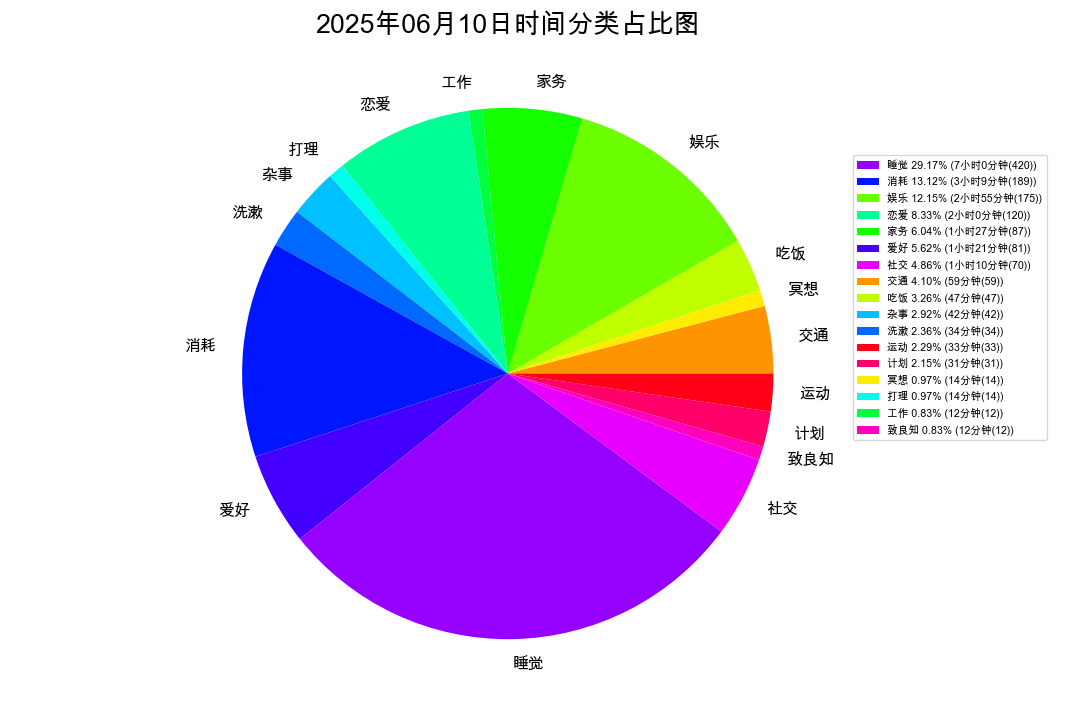 2025年06月10日时间分类占比图
工作
家务
恋爱
娱乐
打理
杂事
洗漱
吃饭
冥想
消耗
交通
运动
计划
致良知
爱好
社交
睡觉
睡觉 29.17% (7小时0分钟(420))
消耗 13.12% (3小时9分钟(189))
娱乐 12.15% (2小时55分钟(175))
恋爱 8.33% (2小时0分钟(120))
家务 6.04% (1小时27分钟(87))
爱好 5.62% (1小时21分钟(81))
社交 4.86% (1小时10分钟(70))
交通 4.10% (59分钟(59))
吃饭 3.26% (47分钟(47))
杂事 2.92% (42分钟(42))
洗漱 2.36% (34分钟(34))
运动 2.29% (33分钟(33))
计划 2.15% (31分钟(31))
冥想 0.97% (14分钟(14))
打理 0.97% (14分钟(14))
工作 0.83% (12分钟(12))
致良知 0.83% (12分钟(12))